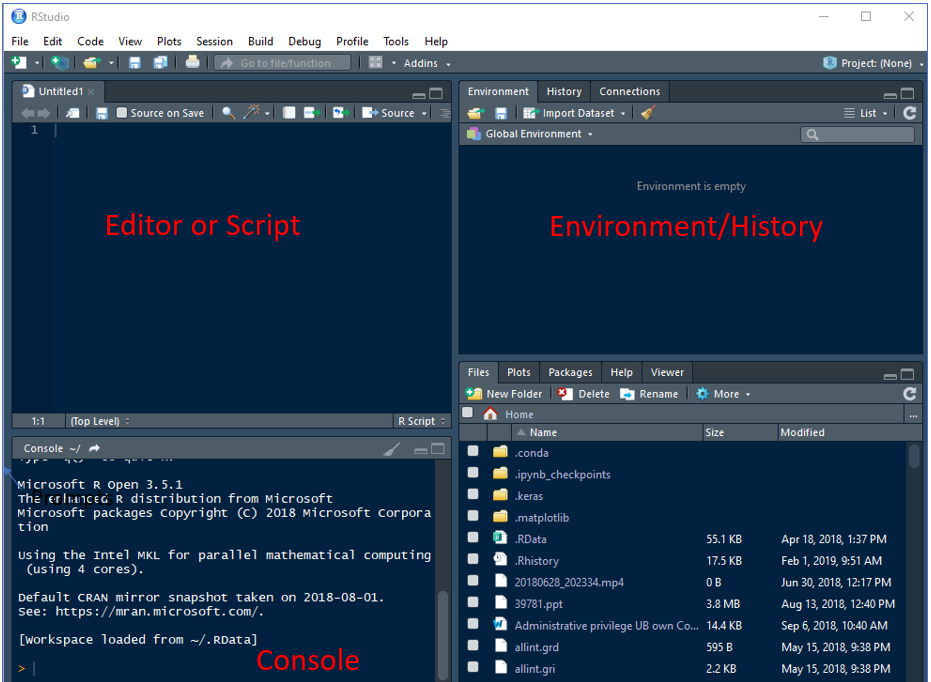 RStudio
File Edit Code View Plots Session Build Debug Profile Tools Help
Go to file/function Addins Project: (None)
Untitled1
Source on Save Source
1
Editor or Script
1:1 (Top Level) R Script
Console ~/
Microsoft R Open 3.5.1
The enhanced R distribution from Microsoft
Microsoft packages Copyright (C) 2018 Microsoft Corpora
tion
Prompts
Using the Intel MKL for parallel mathematical computing
(using 4 cores).
Default CRAN mirror snapshot taken on 2018-08-01.
See: https://mran.microsoft.com/.
[Workspace loaded from ~/.RData]
>
Console
Environment History Connections
Import Dataset List
Global Environment
Environment is empty
Environment/History
Files Plots Packages Help Viewer
New Folder Delete Rename More
Home ...
Name Size Modified
.conda
.ipynb_checkpoints
.keras
.matplotlib
.RData 55.1 KB Apr 18, 2018, 1:37 PM
.Rhistory 17.5 KB Feb 1, 2019, 9:51 AM
20180628_202334.mp4 0 B Jun 30, 2018, 12:17 PM
39781.ppt 3.8 MB Aug 13, 2018, 12:40 PM
Administrative privilege UB own Co... 14.4 KB Sep 6, 2018, 10:40 AM
allint.grd 595 B May 15, 2018, 9:38 PM
allint.gri 2.2 KB May 15, 2018, 9:38 PM